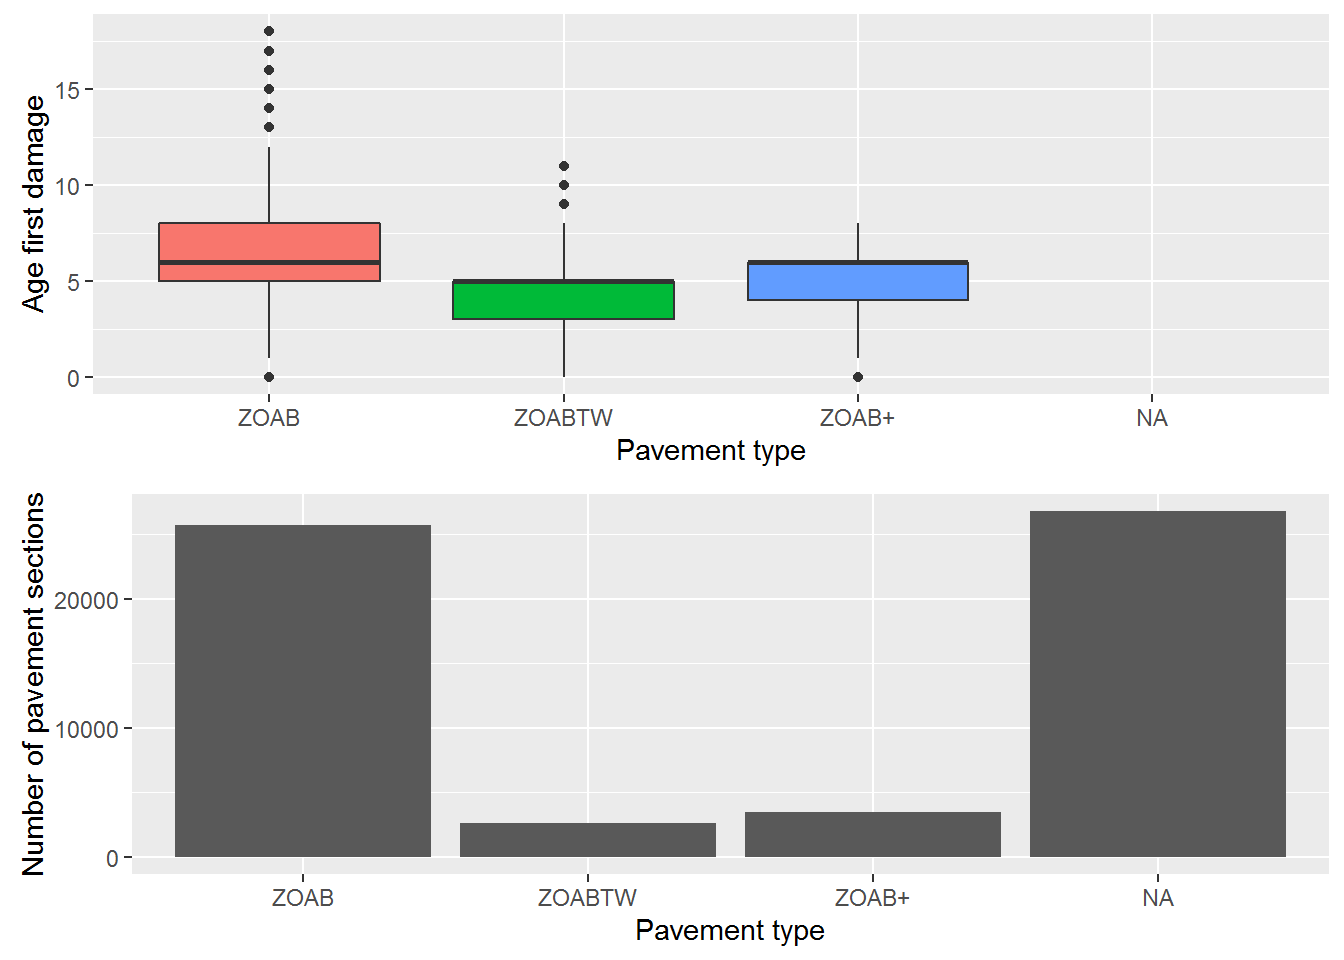 Age first damage
15
10
5
0
ZOAB ZOABTW ZOAB+ NA
Pavement type
Number of pavement sections
20000
10000
0
ZOAB ZOABTW ZOAB+ NA
Pavement type